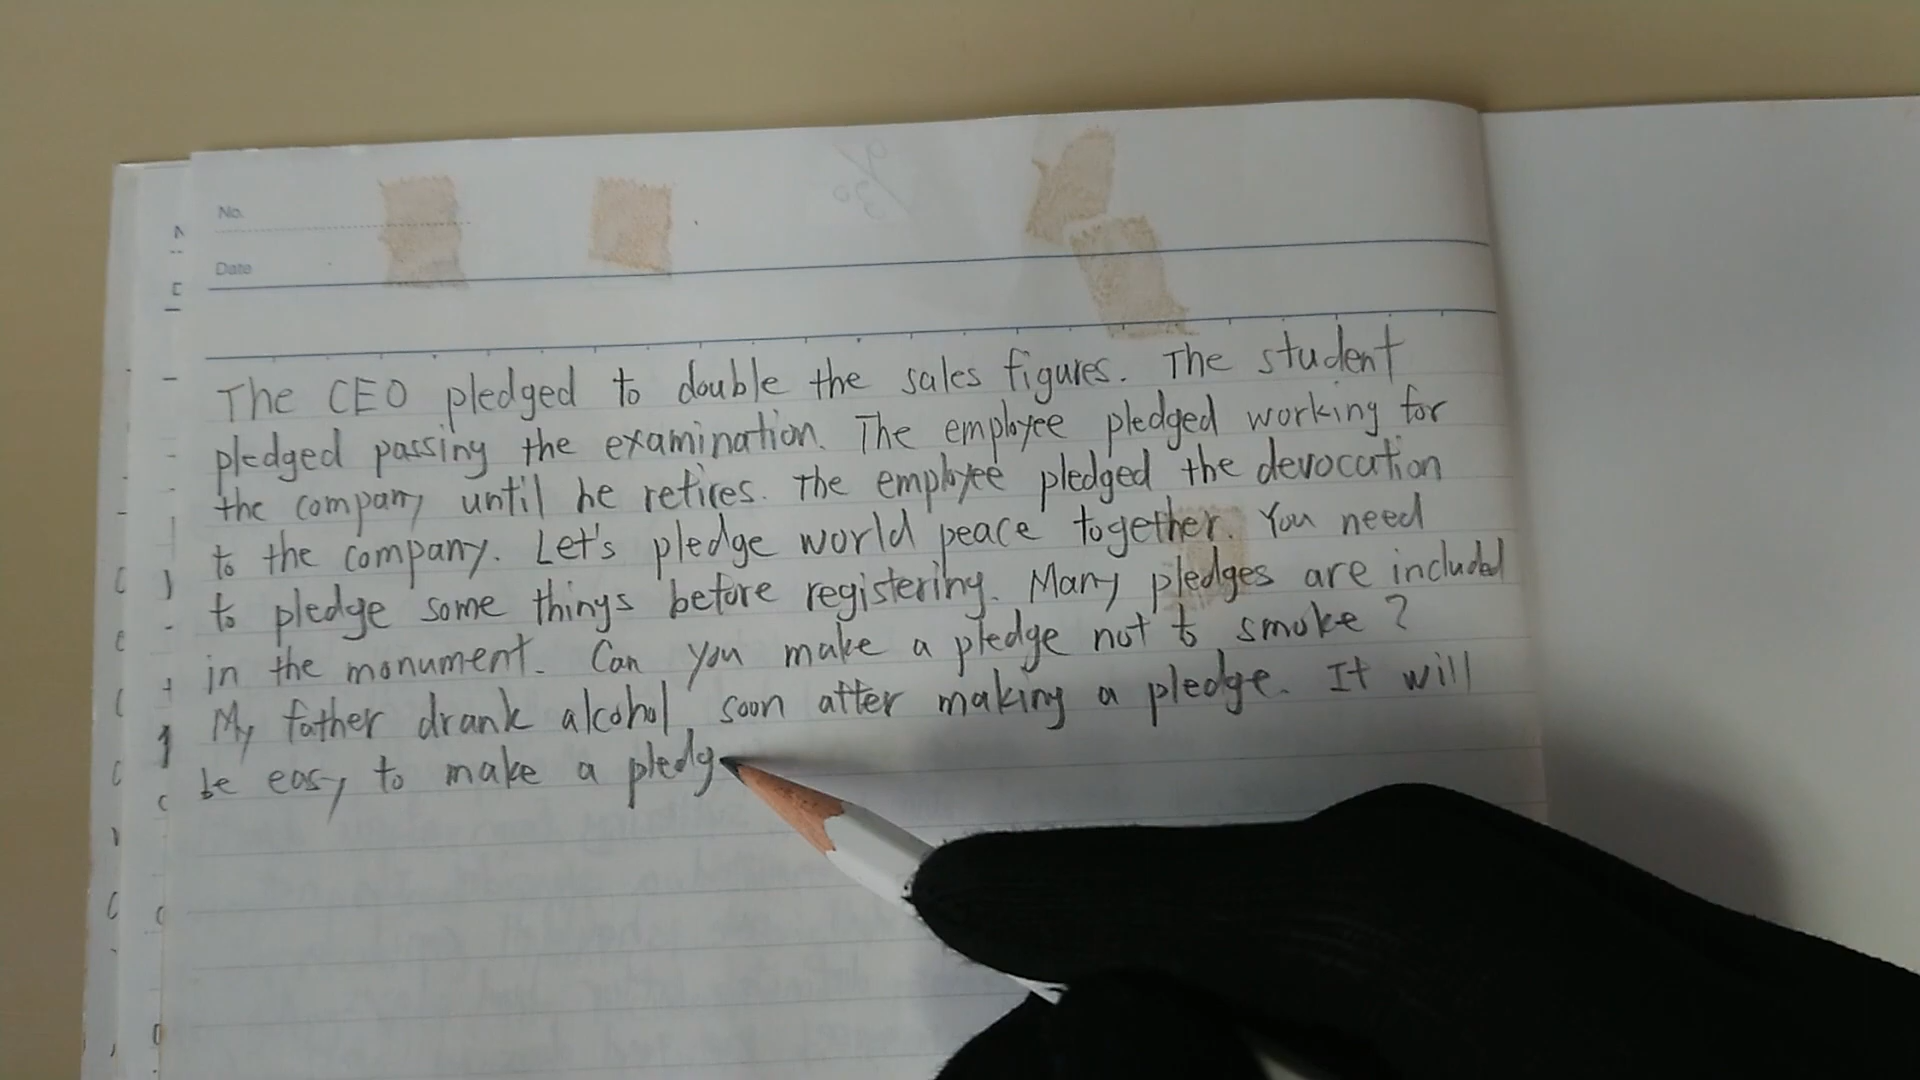 No.
Date
The CEO pledged to double the sales figures. The student
pledged passing the examination. The employee pledged working for
the company until he retires. The employee pledged the devocation
to the company. Let's pledge world peace together. You need
to pledge some things before registering. Many pledges are included
in the monument. Can you make a pledge not to smoke?
My father drank alcohol soon after making a pledge. It will
be easy to make a pledg